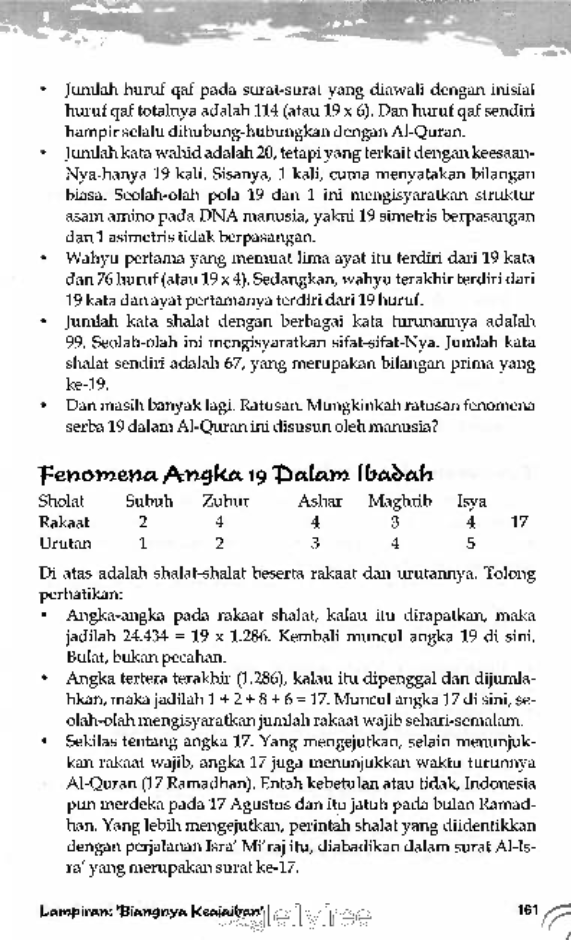 • Jumlah huruf qaf pada surat-surat yang diawali dengan inisial
huruf qaf totalnya adalah 114 (atau 19 x 6). Dan huruf qaf sendiri
hampir selalu dihubung-hubungkan dengan Al-Quran.
• Jumlah kata wahid adalah 20, tetapi yang terkait dengan keesaan-
Nya hanya 19 kali. Sisanya, 1 kali, cuma menyatakan bilangan
biasa. Seolah-olah pola 19 dan 1 ini mengisyaratkan struktur
asam amino pada DNA manusia, yakni 19 simetris berpasangan
dan 1 asimetris tidak berpasangan.
• Wahyu pertama yang memuat lima ayat itu terdiri dari 19 kata
dan 76 huruf (atau 19 x 4). Sedangkan, wahyu terakhir terdiri dari
19 kata dan ayat pertamanya terdiri dari 19 huruf.
• Jumlah kata shalat dengan berbagai kata turunannya adalah
99. Seolah-olah ini mengisyaratkan sifat-sifat-Nya. Jumlah kata
shalat sendiri adalah 67, yang merupakan bilangan prima yang
ke-19.
• Dan masih banyak lagi. Ratusan. Mungkinkah ratusan fenomena
serba 19 dalam Al-Quran ini disusun oleh manusia?
Fenomena Angka 19 Dalam Ibadah
Sholat Subuh Zuhur Ashar Maghrib Isya
Rakaat 2 4 4 3 4 17
Urutan 1 2 3 4 5
Di atas adalah shalat-shalat beserta rakaat dan urutannya. Tolong
perhatikan:
• Angka-angka pada rakaat shalat, kalau itu dirapatkan, maka
jadilah 24.434 = 19 x 1.286. Kembali muncul angka 19 di sini.
Bulat, bukan pecahan.
• Angka tertera terakhir (1.286), kalau itu dipenggal dan dijumla-
hkan, maka jadilah 1 + 2 + 8 + 6 = 17. Muncul angka 17 di sini, se-
olah-olah mengisyaratkan jumlah rakaat wajib sehari-semalam.
• Sekilas tentang angka 17. Yang mengejutkan, selain menunjuk-
kan rakaat wajib, angka 17 juga menunjukkan waktu turunnya
Al-Quran (17 Ramadhan). Entah kebetulan atau tidak, Indonesia
pun merdeka pada 17 Agustus dan itu jatuh pada bulan Ramad-
han. Yang lebih mengejutkan, perintah shalat yang diidentikkan
dengan perjalanan Isra' Mi'raj itu, diabadikan dalam surat Al-Is-
ra' yang merupakan surat ke-17.
Lampiran: 'Biangnya Keajaiban'
161